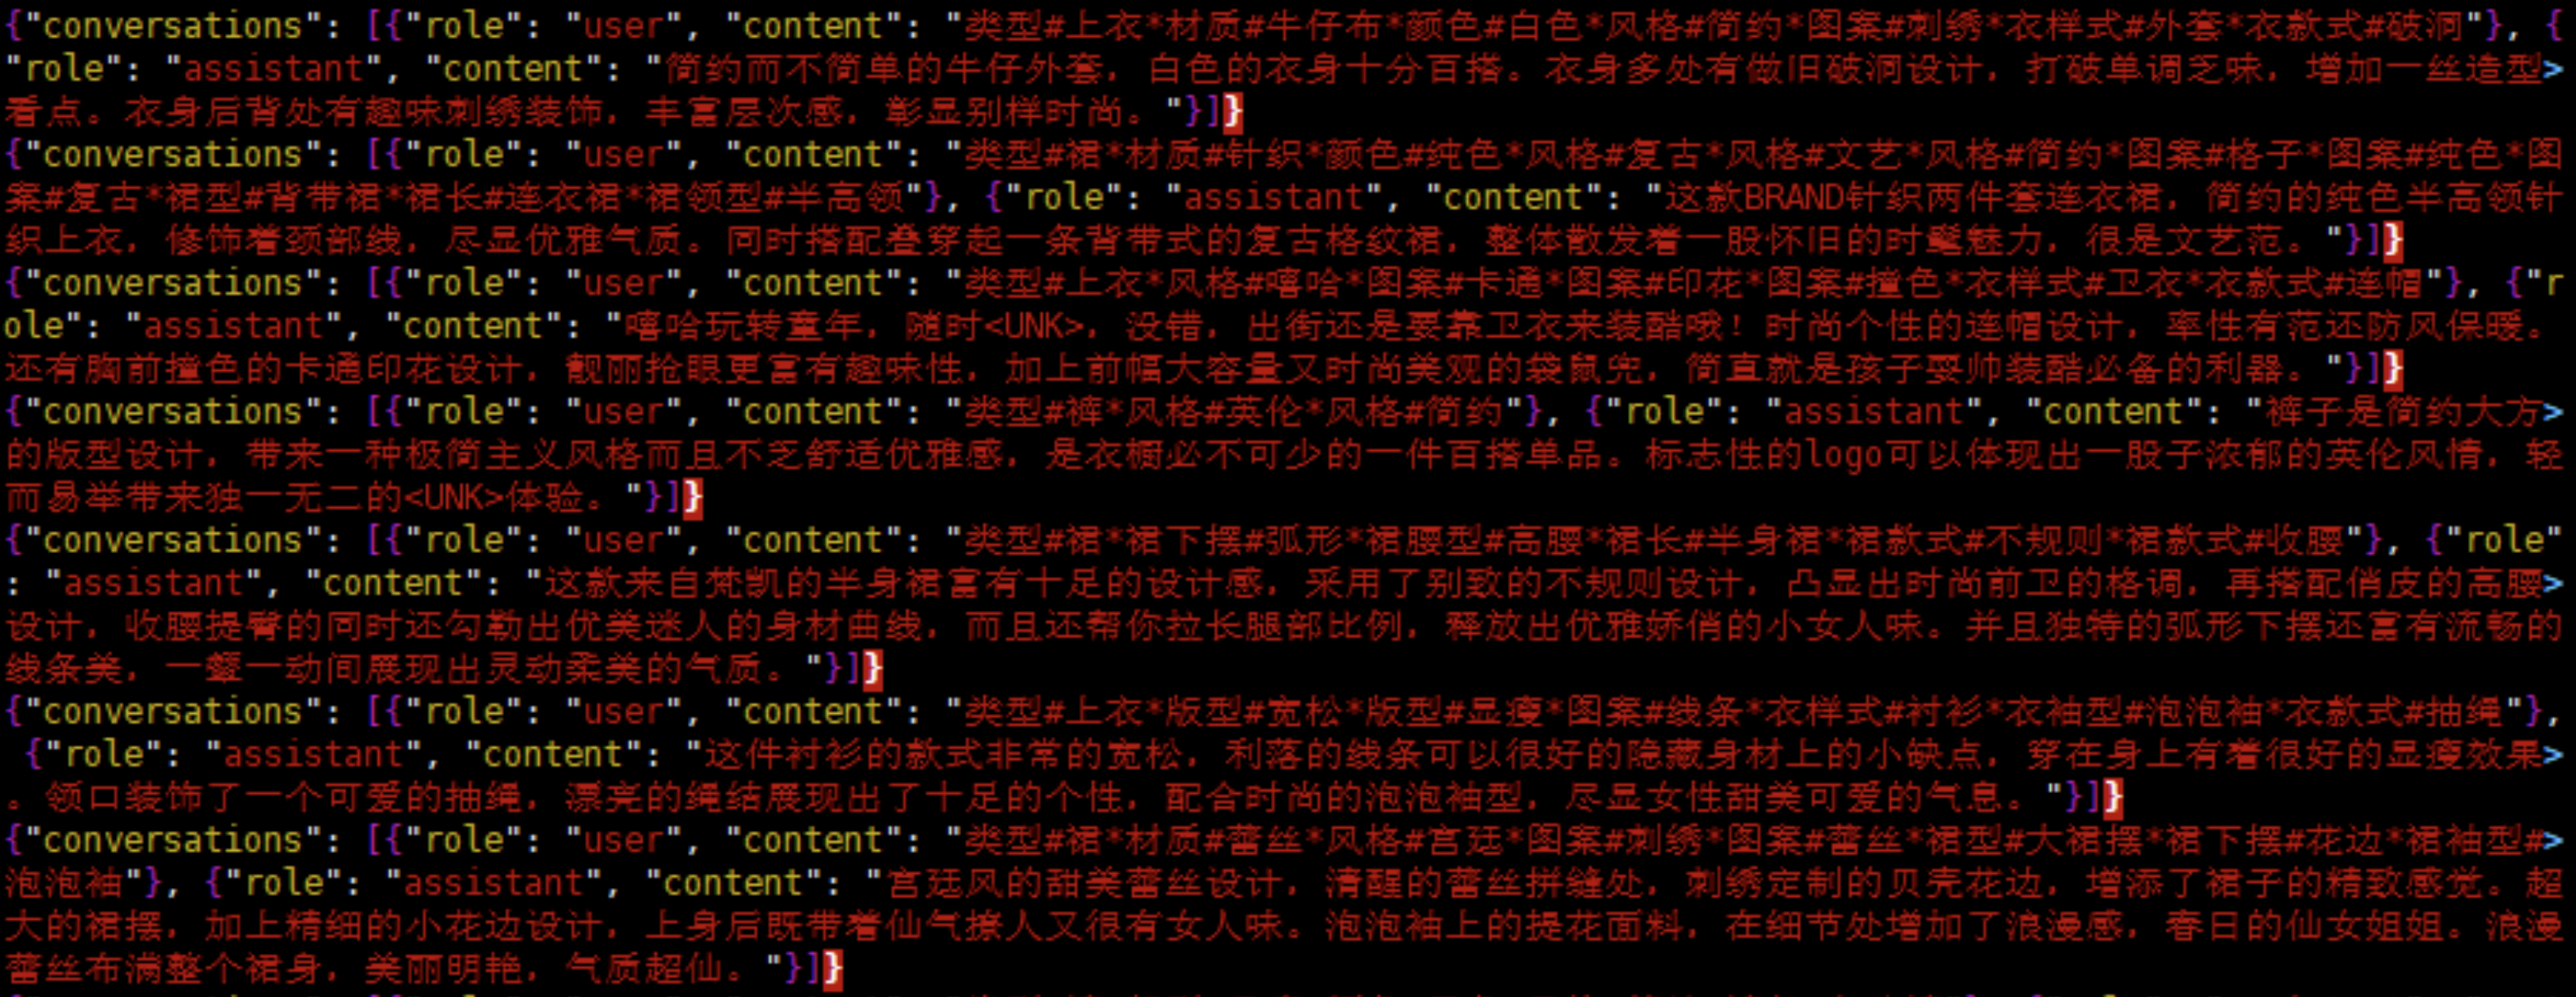 {"conversations": [{"role": "user", "content": "类型#上衣*材质#牛仔布*颜色#白色*风格#简约*图案#刺绣*衣样式#外套*衣款式#破洞"}, {
"role": "assistant", "content": "简约而不简单的牛仔外套，白色的衣身十分百搭。衣身多处有做旧破洞设计，打破单调乏味，增加一丝造型>
看点。衣身后背处有趣味刺绣装饰，丰富层次感，彰显别样时尚。"}]}
{"conversations": [{"role": "user", "content": "类型#裙*材质#针织*颜色#纯色*风格#复古*风格#文艺*风格#简约*图案#格子*图案#纯色*图
案#复古*裙型#背带裙*裙长#连衣裙*裙领型#半高领"}, {"role": "assistant", "content": "这款BRAND针织两件套连衣裙，简约的纯色半高领针
织上衣，修饰着颈部线，尽显优雅气质。同时搭配叠穿起一条背带式的复古格纹裙，整体散发着一股怀旧的时髦魅力，很是文艺范。"}]}
{"conversations": [{"role": "user", "content": "类型#上衣*风格#嘻哈*图案#卡通*图案#印花*图案#撞色*衣样式#卫衣*衣款式#连帽"}, {"r
ole": "assistant", "content": "嘻哈玩转童年，随时<UNK>，没错，出街还是要靠卫衣来装酷哦！时尚个性的连帽设计，率性有范还防风保暖。
还有胸前撞色的卡通印花设计，靓丽抢眼更富有趣味性，加上前幅大容量又时尚美观的袋鼠兜，简直就是孩子耍帅装酷必备的利器。"}]}
{"conversations": [{"role": "user", "content": "类型#裤*风格#英伦*风格#简约"}, {"role": "assistant", "content": "裤子是简约大方>
的版型设计，带来一种极简主义风格而且不乏舒适优雅感，是衣橱必不可少的一件百搭单品。标志性的logo可以体现出一股子浓郁的英伦风情，轻
而易举带来独一无二的<UNK>体验。"}]}
{"conversations": [{"role": "user", "content": "类型#裙*裙下摆#弧形*裙腰型#高腰*裙长#半身裙*裙款式#不规则*裙款式#收腰"}, {"role"
: "assistant", "content": "这款来自梵凯的半身裙富有十足的设计感，采用了别致的不规则设计，凸显出时尚前卫的格调，再搭配俏皮的高腰>
设计，收腰提臀的同时还勾勒出优美迷人的身材曲线，而且还帮你拉长腿部比例，释放出优雅娇俏的小女人味。并且独特的弧形下摆还富有流畅的
线条美，一颦一动间展现出灵动柔美的气质。"}]}
{"conversations": [{"role": "user", "content": "类型#上衣*版型#宽松*版型#显瘦*图案#线条*衣样式#衬衫*衣袖型#泡泡袖*衣款式#抽绳"},
 {"role": "assistant", "content": "这件衬衫的款式非常的宽松，利落的线条可以很好的隐藏身材上的小缺点，穿在身上有着很好的显瘦效果>
。领口装饰了一个可爱的抽绳，漂亮的绳结展现出了十足的个性，配合时尚的泡泡袖型，尽显女性甜美可爱的气息。"}]}
{"conversations": [{"role": "user", "content": "类型#裙*材质#蕾丝*风格#宫廷*图案#刺绣*图案#蕾丝*裙型#大裙摆*裙下摆#花边*裙袖型#>
泡泡袖"}, {"role": "assistant", "content": "宫廷风的甜美蕾丝设计，清醒的蕾丝拼缝处，刺绣定制的贝壳花边，增添了裙子的精致感觉。超
大的裙摆，加上精细的小花边设计，上身后既带着仙气撩人又很有女人味。泡泡袖上的提花面料，在细节处增加了浪漫感，春日的仙女姐姐。浪漫
蕾丝布满整个裙身，美丽明艳，气质超仙。"}]}